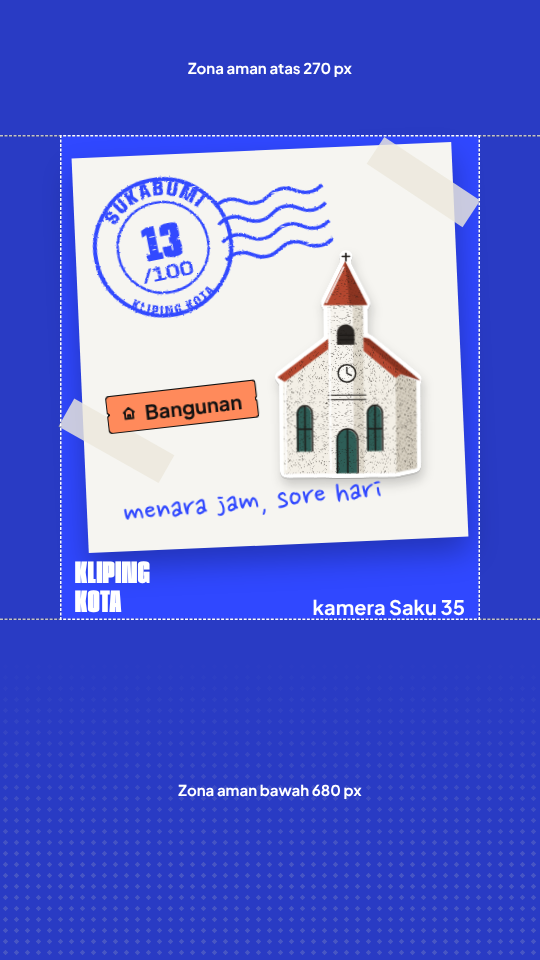 Zona aman atas 270 px
SUKABUMI
13
/100
KLIPING KOTA
Bangunan
menara jam, sore hari
KLIPING
KOTA
kamera Saku 35
Zona aman bawah 680 px